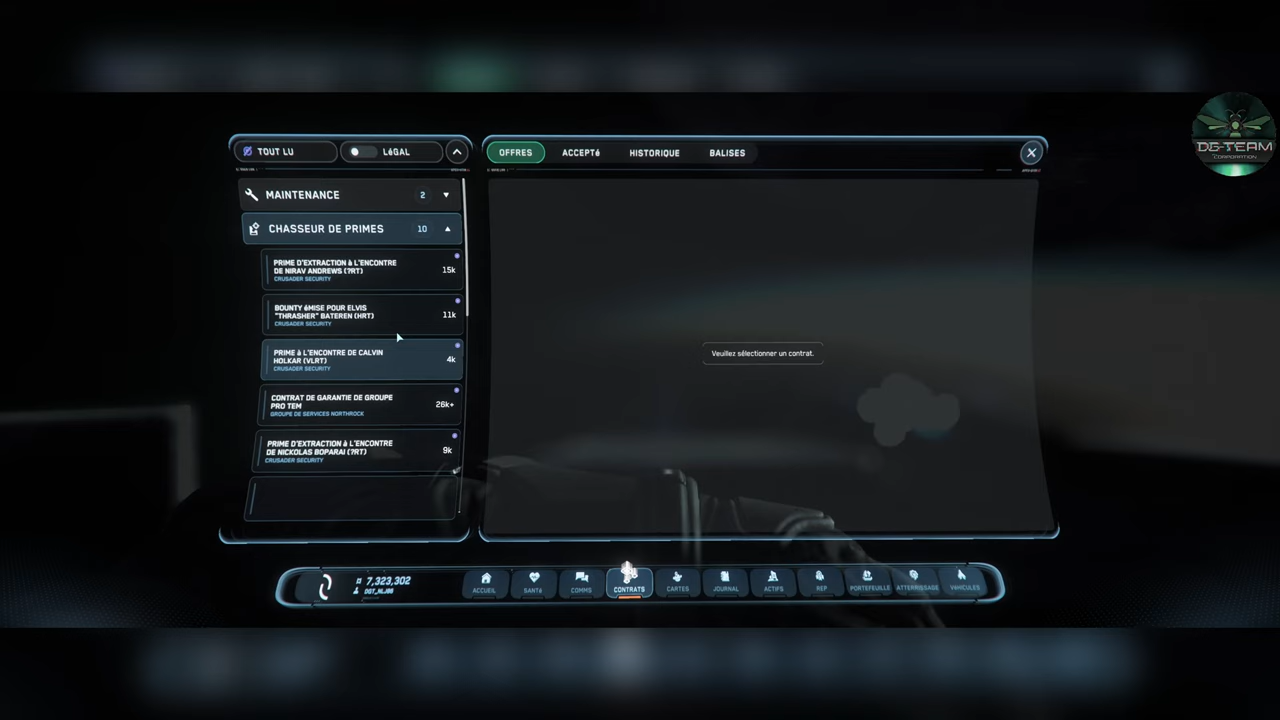 DG-TEAM
CORPORATION
TOUT LU
LéGAL
OFFRES
ACCEPTé
HISTORIQUE
BALISES
MAINTENANCE
2
CHASSEUR DE PRIMES
10
PRIME D'EXTRACTION à L'ENCONTRE
DE NIRAV ANDREWS (?RT)
15k
CRUSADER SECURITY
BOUNTY éMISE POUR ELVIS
"THRASHER" BATEREN (HRT)
11k
CRUSADER SECURITY
PRIME à L'ENCONTRE DE CALVIN
HOLKAR (VLRT)
4k
CRUSADER SECURITY
CONTRAT DE GARANTIE DE GROUPE
PRO TEM
26k+
GROUPE DE SERVICES NORTHROCK
PRIME D'EXTRACTION à L'ENCONTRE
DE NICKOLAS BOPARAI (?RT)
9k
CRUSADER SECURITY
Veuillez sélectionner un contrat.
7,323,302
DGT_NLJ86
ACCUEIL
SANTé
COMMS
CONTRATS
CARTES
JOURNAL
ACTIFS
REP
PORTEFEUILLE
ATTERRISSAGE
VéHICULES